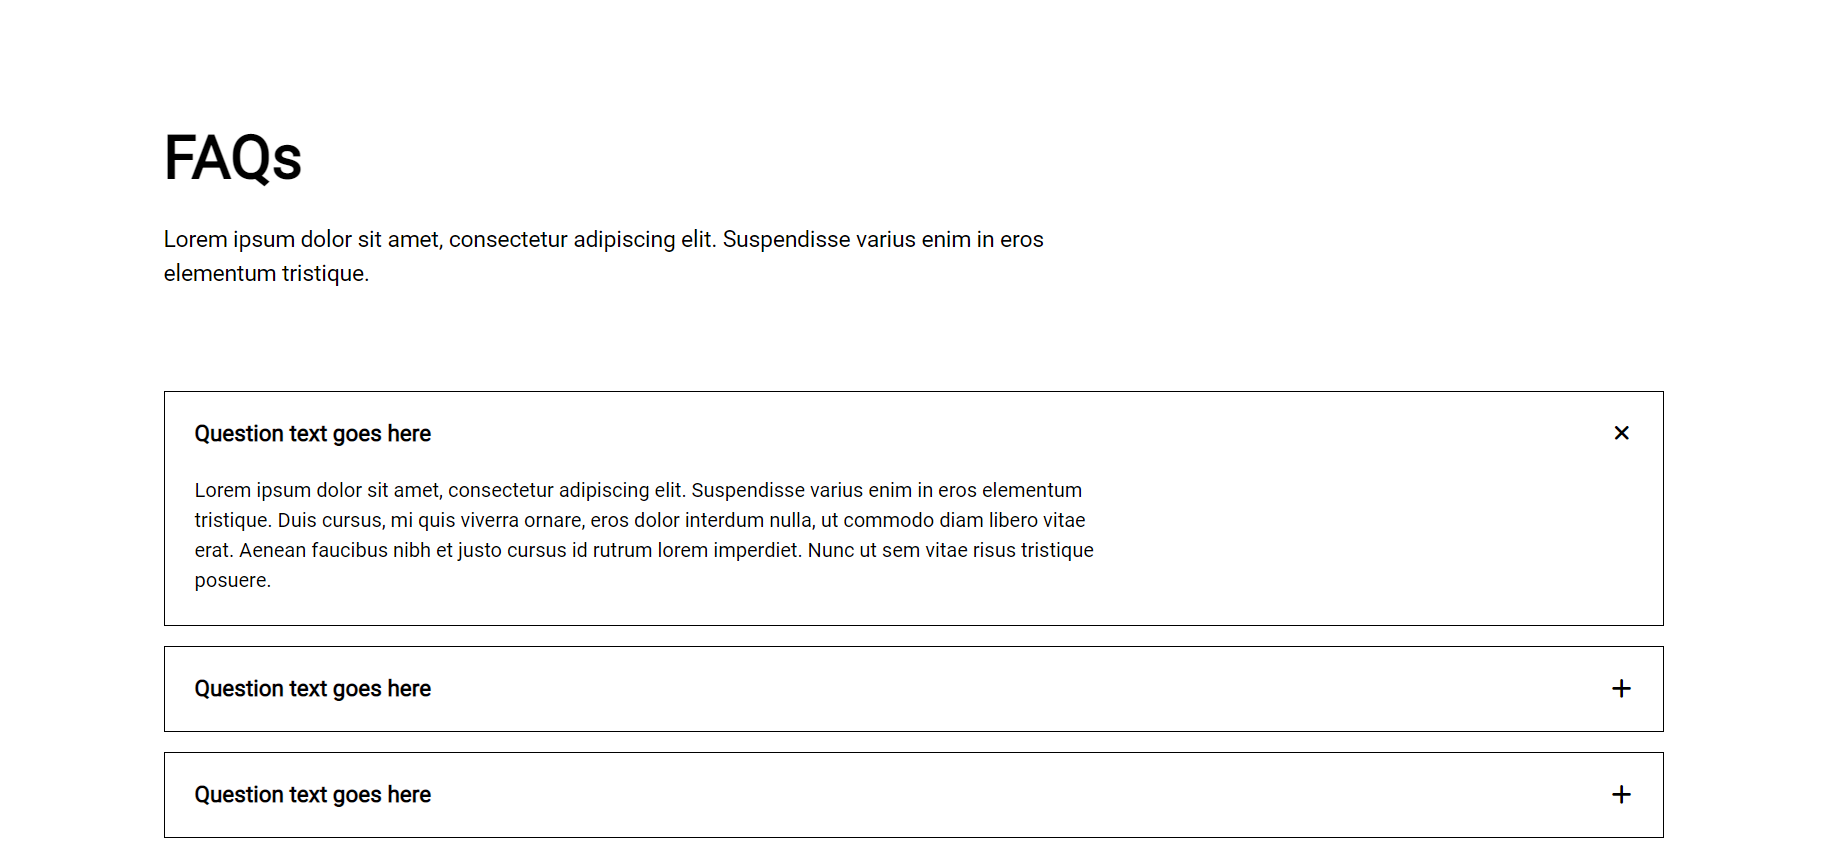 FAQs
Lorem ipsum dolor sit amet, consectetur adipiscing elit. Suspendisse varius enim in eros
elementum tristique.
Question text goes here
Lorem ipsum dolor sit amet, consectetur adipiscing elit. Suspendisse varius enim in eros elementum
tristique. Duis cursus, mi quis viverra ornare, eros dolor interdum nulla, ut commodo diam libero vitae
erat. Aenean faucibus nibh et justo cursus id rutrum lorem imperdiet. Nunc ut sem vitae risus tristique
posuere.
Question text goes here
Question text goes here